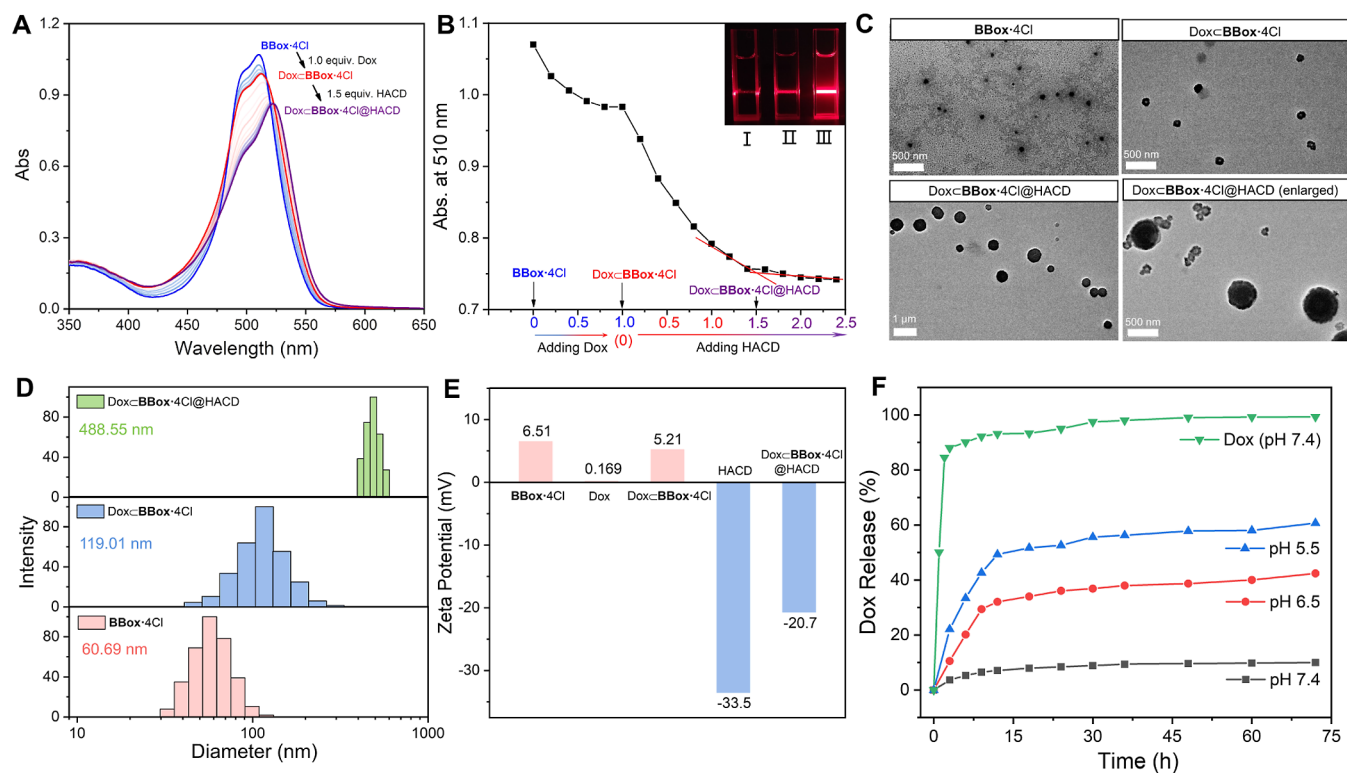 A
1.2
0.9
0.6
0.3
0.0
Abs
350
400
450
500
550
600
650
Wavelength (nm)
BBox·4Cl
1.0 equiv. Dox
Dox⊂BBox·4Cl
1.5 equiv. HACD
Dox⊂BBox·4Cl@HACD
B
1.1
1.0
0.9
0.8
0.7
Abs. at 510 nm
I
II
III
BBox·4Cl
Dox⊂BBox·4Cl
Dox⊂BBox·4Cl@HACD
0
0.5
1.0
0.5
1.0
1.5
2.0
2.5
Adding Dox
(0)
Adding HACD
C
BBox·4Cl
500 nm
Dox⊂BBox·4Cl
500 nm
Dox⊂BBox·4Cl@HACD
1 μm
Dox⊂BBox·4Cl@HACD (enlarged)
500 nm
D
Intensity
80
40
0
Dox⊂BBox·4Cl@HACD
488.55 nm
80
40
0
Dox⊂BBox·4Cl
119.01 nm
80
40
0
BBox·4Cl
60.69 nm
10
100
1000
Diameter (nm)
E
10
0
-10
-20
-30
Zeta Potential (mV)
6.51
BBox·4Cl
0.169
Dox
5.21
Dox⊂BBox·4Cl
HACD
-33.5
Dox⊂BBox·4Cl
@HACD
-20.7
F
100
80
60
40
20
0
Dox Release (%)
Dox (pH 7.4)
pH 5.5
pH 6.5
pH 7.4
0
15
30
45
60
75
Time (h)